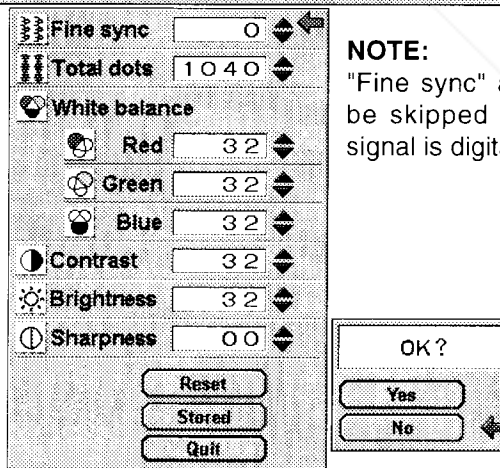 Fine sync 0
Total dots 1040
White balance
Red 32
Green 32
Blue 32
Contrast 32
Brightness 32
Sharpness 00
Reset
Stored
Quit
NOTE:
"Fine sync" a
be skipped
signal is digit
OK?
Yes
No